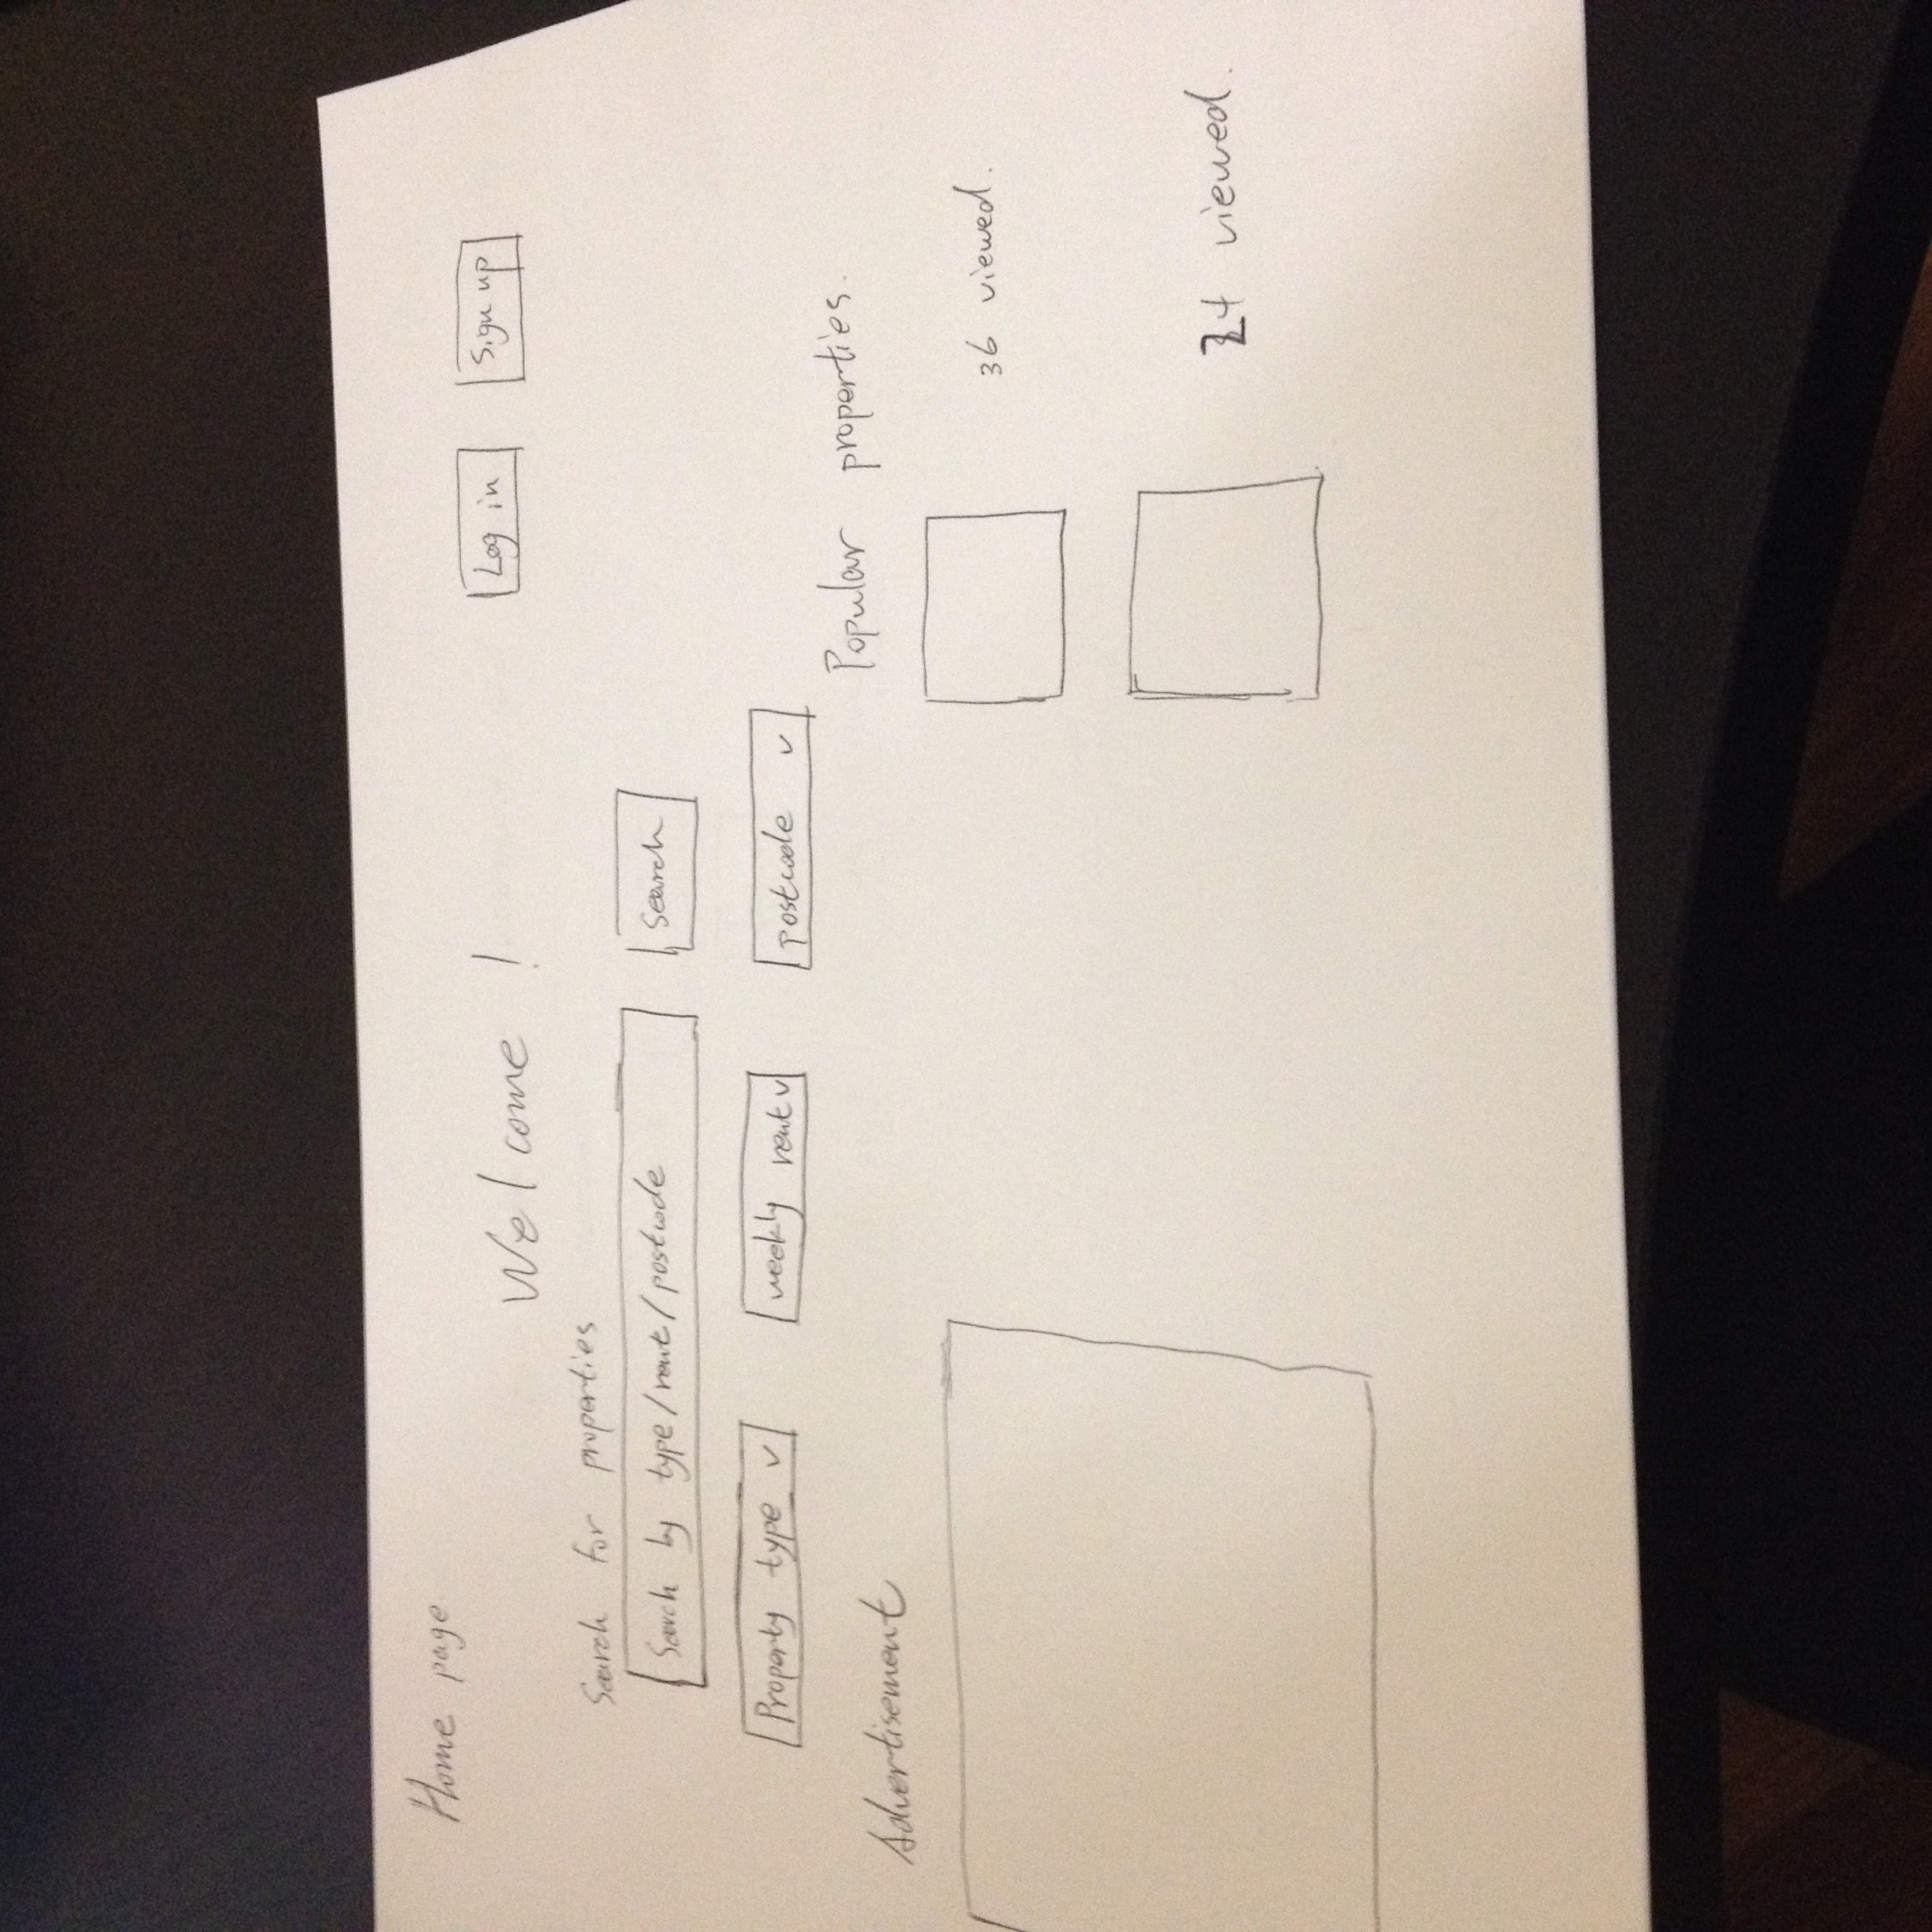 Home page
Welcome !
Log in
Sign up
Search for properties
Search by type/rent/postcode
Search
Property type v
weekly rent v
postcode v
Popular properties.
Advertisement
36 viewed.
24 viewed.